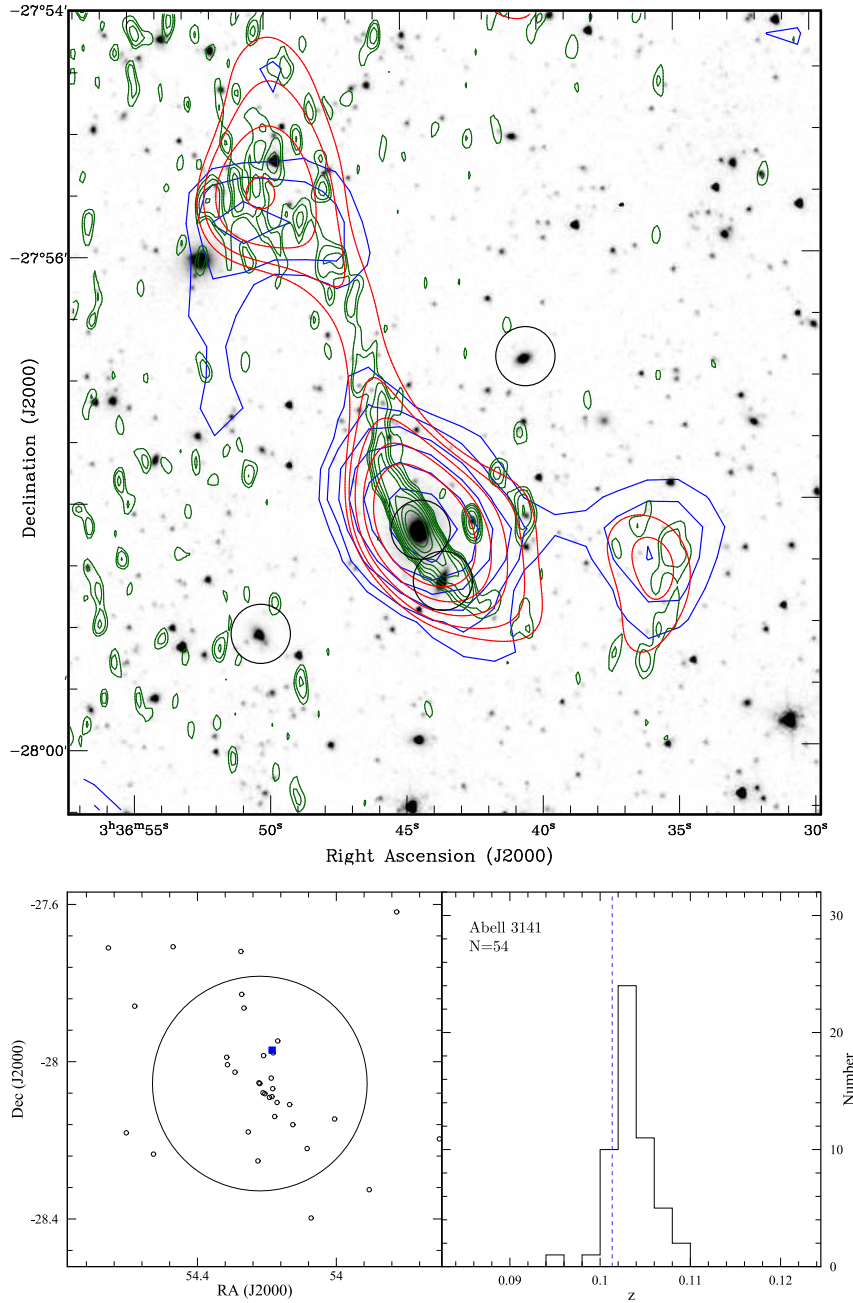 −27°54′
−27°56′
−28°00′
Declination (J2000)
3ʰ36ᵐ55ˢ 50ˢ 45ˢ 40ˢ 35ˢ 30ˢ
Right Ascension (J2000)
-27.6
-28
-28.4
Dec (J2000)
54.4 54
RA (J2000)
Abell 3141
N=54
30
20
10
0
Number
0.09 0.1 0.11 0.12
z